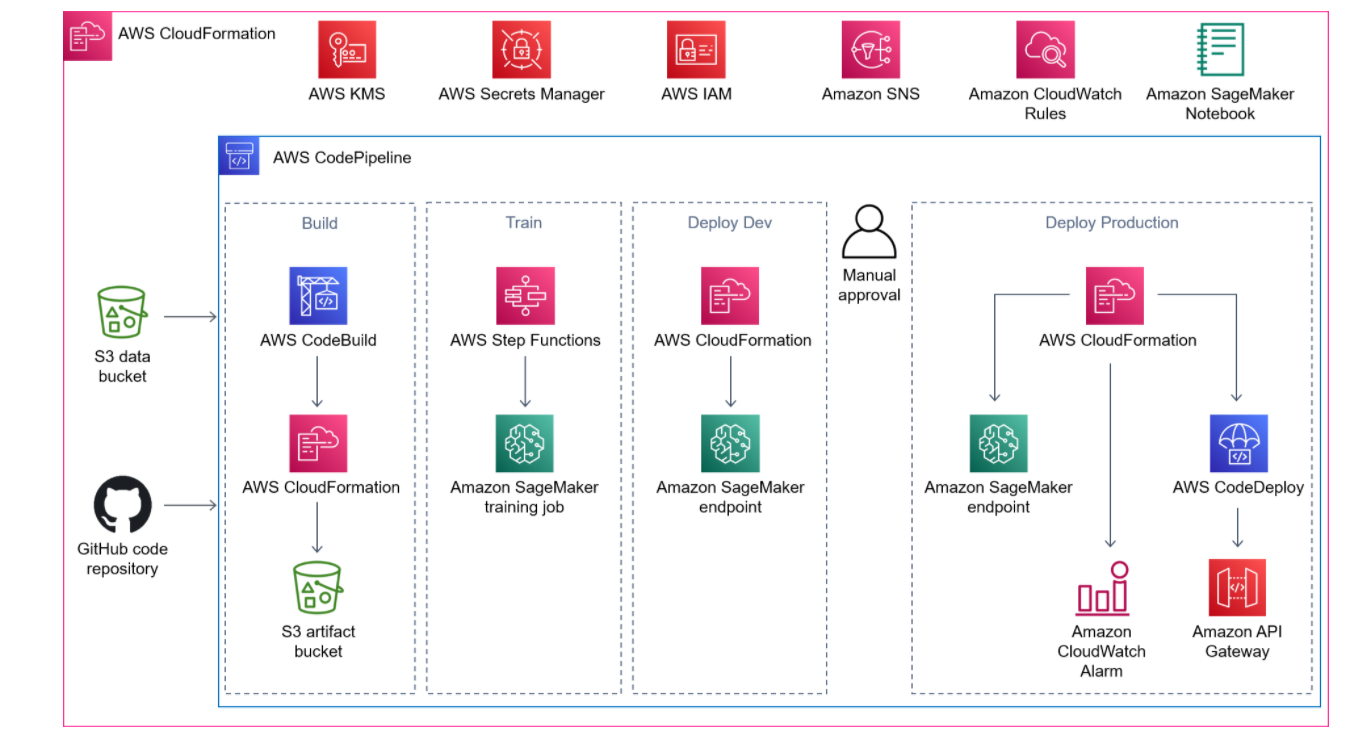 AWS CloudFormation
AWS KMS
AWS Secrets Manager
AWS IAM
Amazon SNS
Amazon CloudWatch
Rules
Amazon SageMaker
Notebook
AWS CodePipeline
Build
Train
Deploy Dev
Manual
approval
Deploy Production
S3 data
bucket
GitHub code
repository
AWS CodeBuild
AWS CloudFormation
S3 artifact
bucket
AWS Step Functions
Amazon SageMaker
training job
AWS CloudFormation
Amazon SageMaker
endpoint
AWS CloudFormation
Amazon SageMaker
endpoint
AWS CodeDeploy
Amazon
CloudWatch
Alarm
Amazon API
Gateway